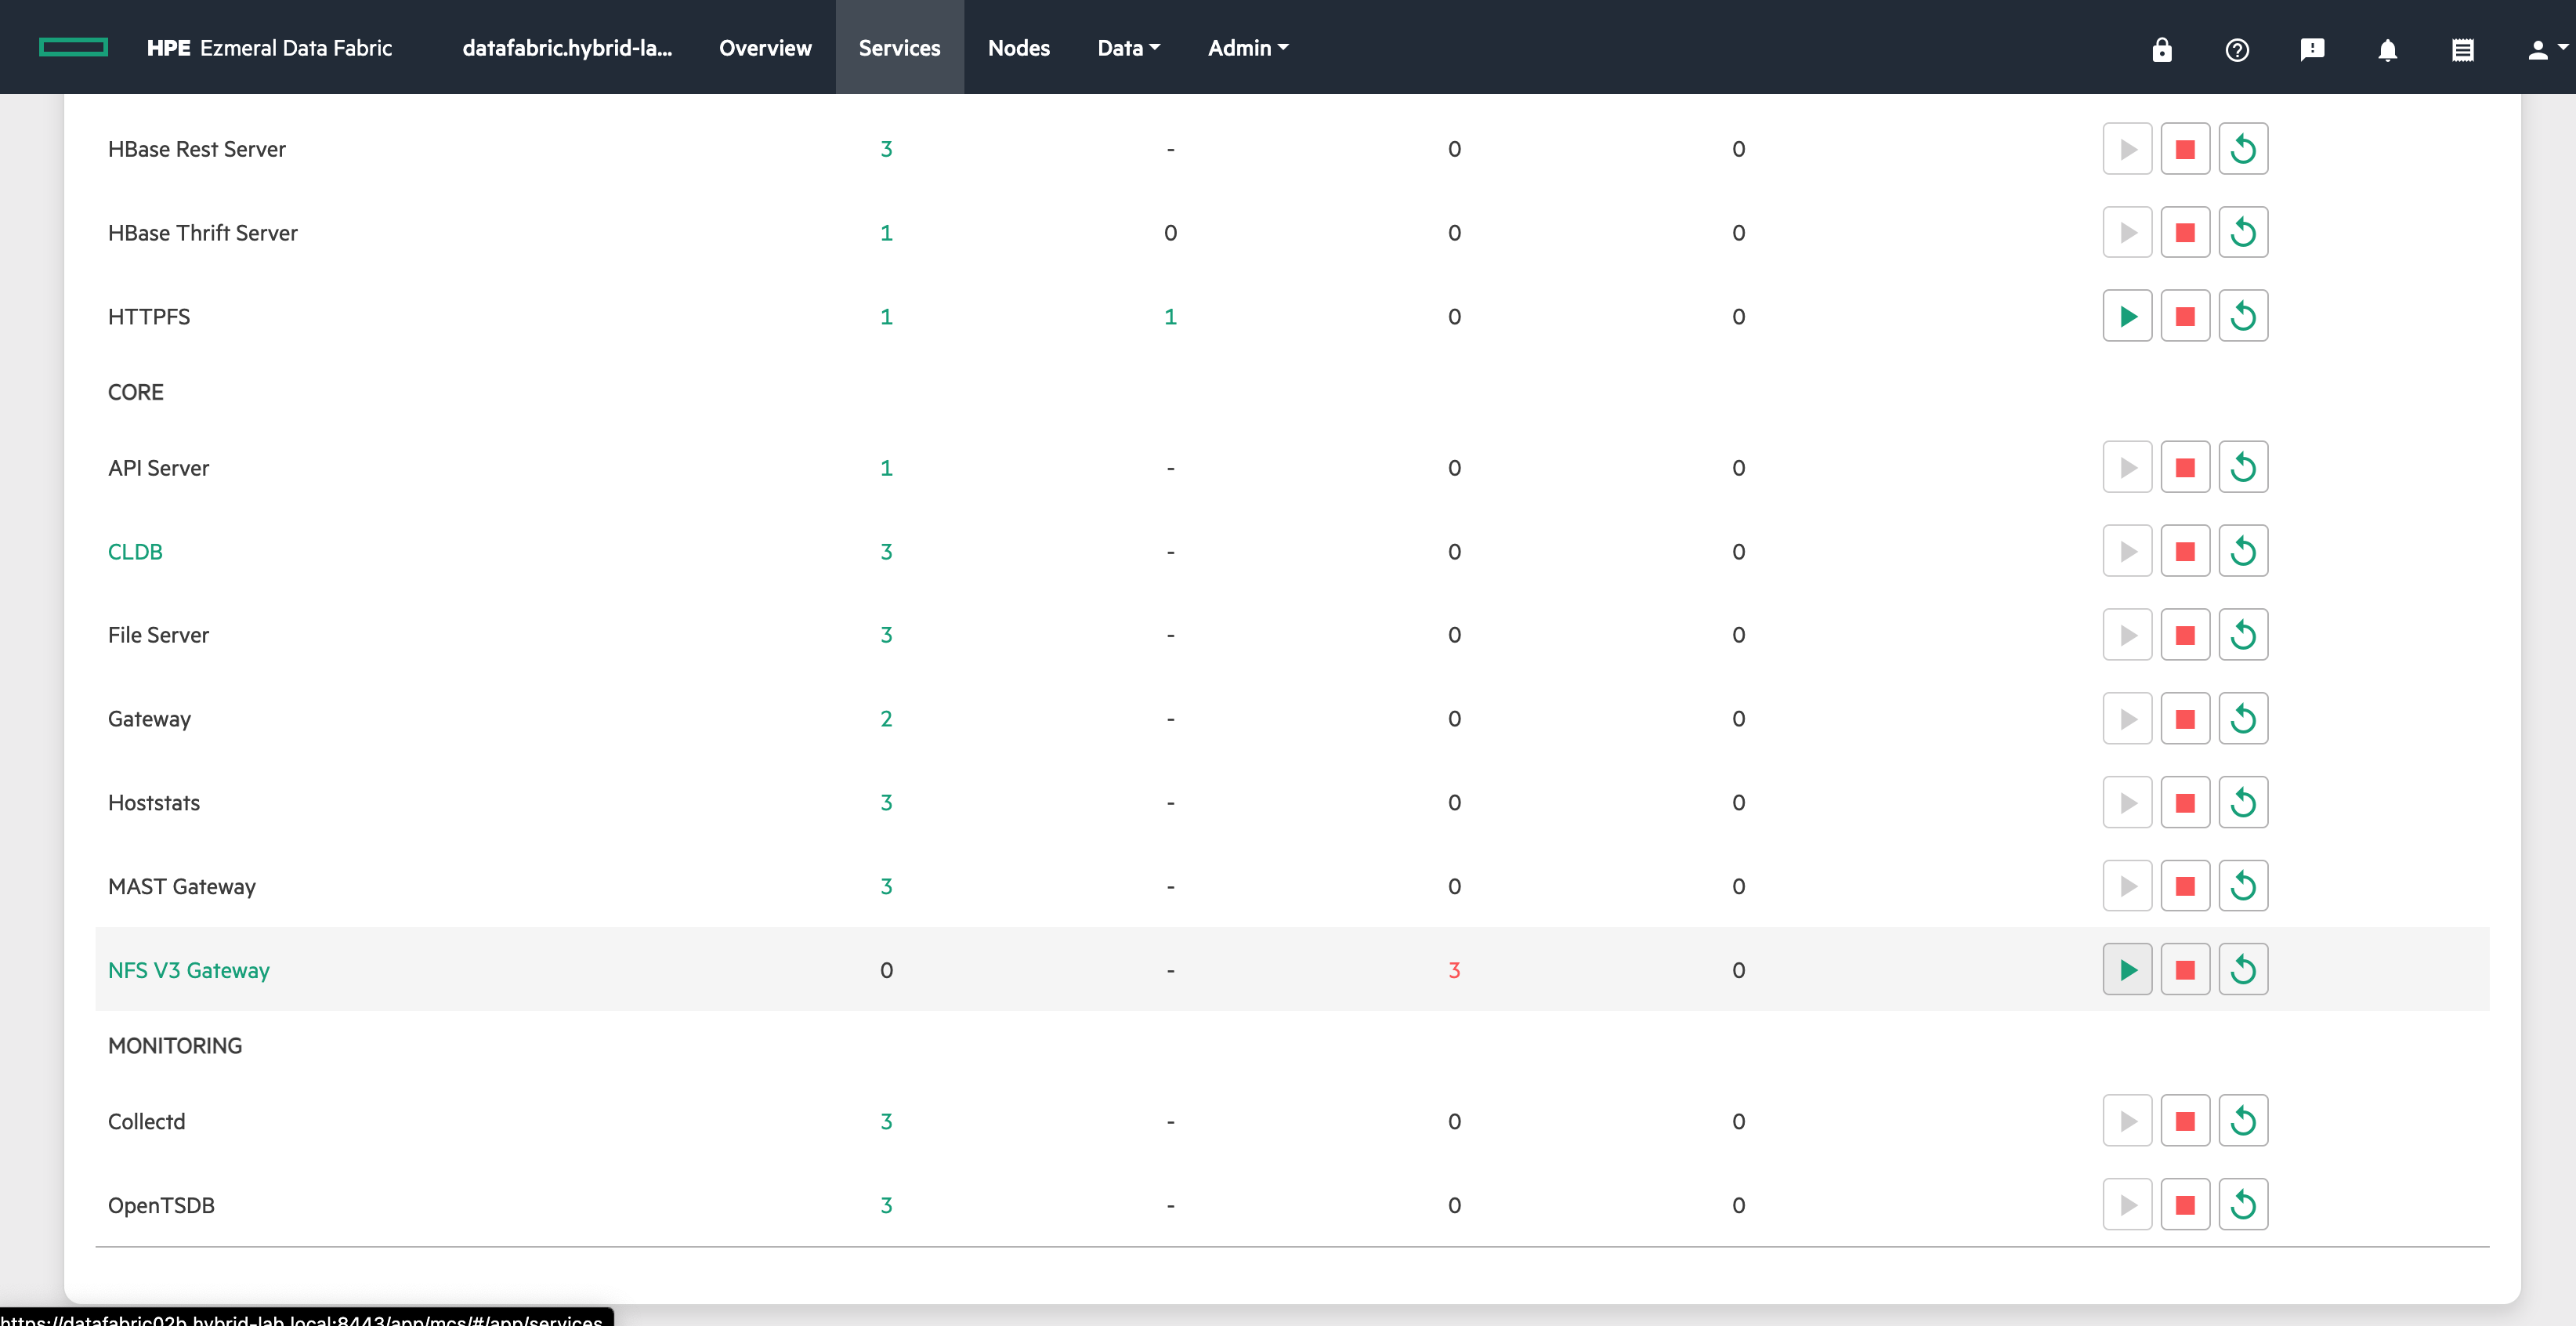 HPE Ezmeral Data Fabric datafabric.hybrid-la... Overview Services Nodes Data Admin
HBase Rest Server 3 - 0 0
HBase Thrift Server 1 0 0 0
HTTPFS 1 1 0 0
CORE
API Server 1 - 0 0
CLDB 3 - 0 0
File Server 3 - 0 0
Gateway 2 - 0 0
Hoststats 3 - 0 0
MAST Gateway 3 - 0 0
NFS V3 Gateway 0 - 3 0
MONITORING
Collectd 3 - 0 0
OpenTSDB 3 - 0 0
https://datafabric02b.hybrid-lab.local:8443/app/mcs/#/app/services